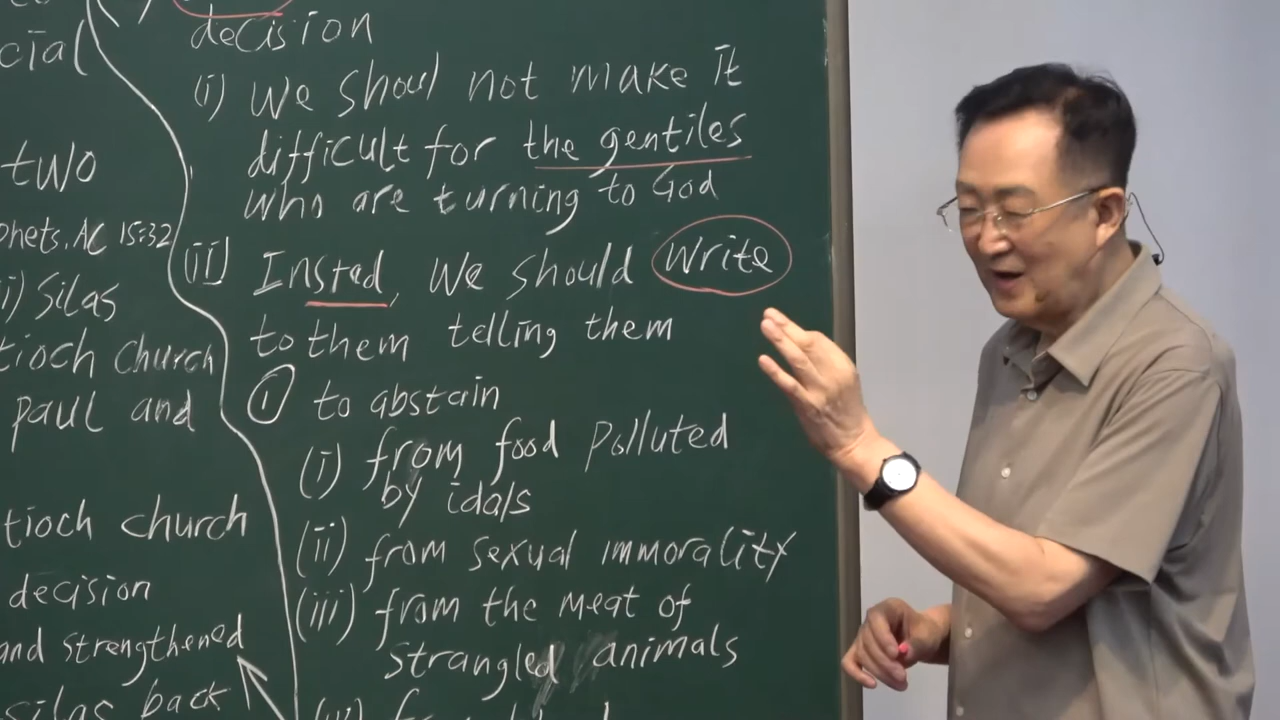 cial
two
phets, AC 15:32
i) Silas
tioch church
paul and
tioch church
decision
and strengthened
silas back
decision
(i) We shoul not make it
difficult for the gentiles
who are turning to God
(ii) Insted, we should write
to them telling them
① to abstain
(i) from food polluted
by idals
(ii) from sexual immorality
(iii) from the meat of
strangled animals